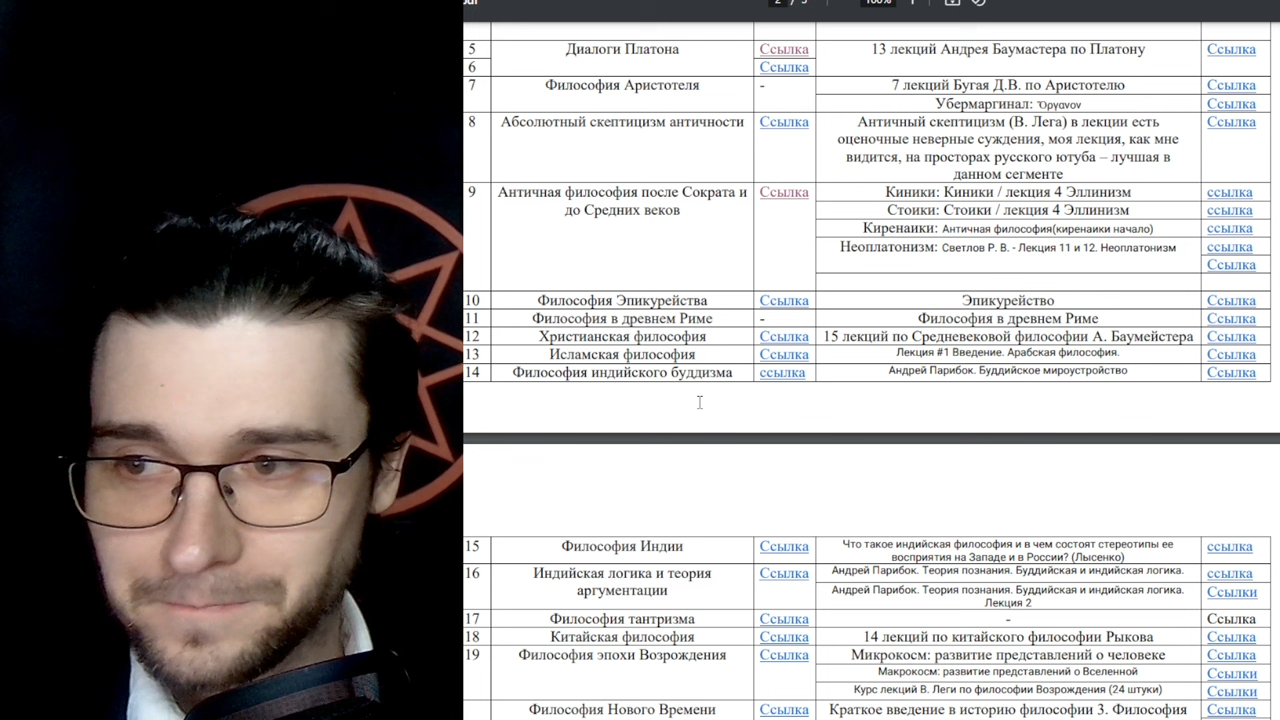 df
2 / 5
100%
5 Диалоги Платона Ссылка 13 лекций Андрея Баумастера по Платону Ссылка
6 Ссылка
7 Философия Аристотеля - 7 лекций Бугая Д.В. по Аристотелю Ссылка
Убермаргинал: Ὄργανον Ссылка
8 Абсолютный скептицизм античности Ссылка Античный скептицизм (В. Лега) в лекции есть Ссылка
оценочные неверные суждения, моя лекция, как мне
видится, на просторах русского ютуба – лучшая в
данном сегменте
9 Античная философия после Сократа и Ссылка Киники: Киники / лекция 4 Эллинизм ссылка
до Средних веков Стоики: Стоики / лекция 4 Эллинизм ссылка
Киренаики: Античная философия(киренаики начало) ссылка
Неоплатонизм: Светлов Р. В. - Лекция 11 и 12. Неоплатонизм ссылка
Ссылка
10 Философия Эпикурейства Ссылка Эпикурейство Ссылка
11 Философия в древнем Риме - Философия в древнем Риме Ссылка
12 Христианская философия Ссылка 15 лекций по Средневековой философии А. Баумейстера Ссылка
13 Исламская философия Ссылка Лекция #1 Введение. Арабская философия. Ссылка
14 Философия индийского буддизма ссылка Андрей Парибок. Буддийское мироустройство Ссылка
15 Философия Индии Ссылка Что такое индийская философия и в чем состоят стереотипы ее ссылка
восприятия на Западе и в России? (Лысенко)
16 Индийская логика и теория Ссылка Андрей Парибок. Теория познания. Буддийская и индийская логика. ссылка
аргументации Андрей Парибок. Теория познания. Буддийская и индийская логика. Ссылки
Лекция 2
17 Философия тантризма Ссылка - Ссылка
18 Китайская философия Ссылка 14 лекций по китайского философии Рыкова Ссылка
19 Философия эпохи Возрождения Ссылка Микрокосм: развитие представлений о человеке Ссылка
Макрокосм: развитие представлений о Вселенной Ссылки
Курс лекций В. Леги по философии Возрождения (24 штуки) Ссылки
Философия Нового Времени Ссылка Краткое введение в историю философии 3. Философия Ссылка